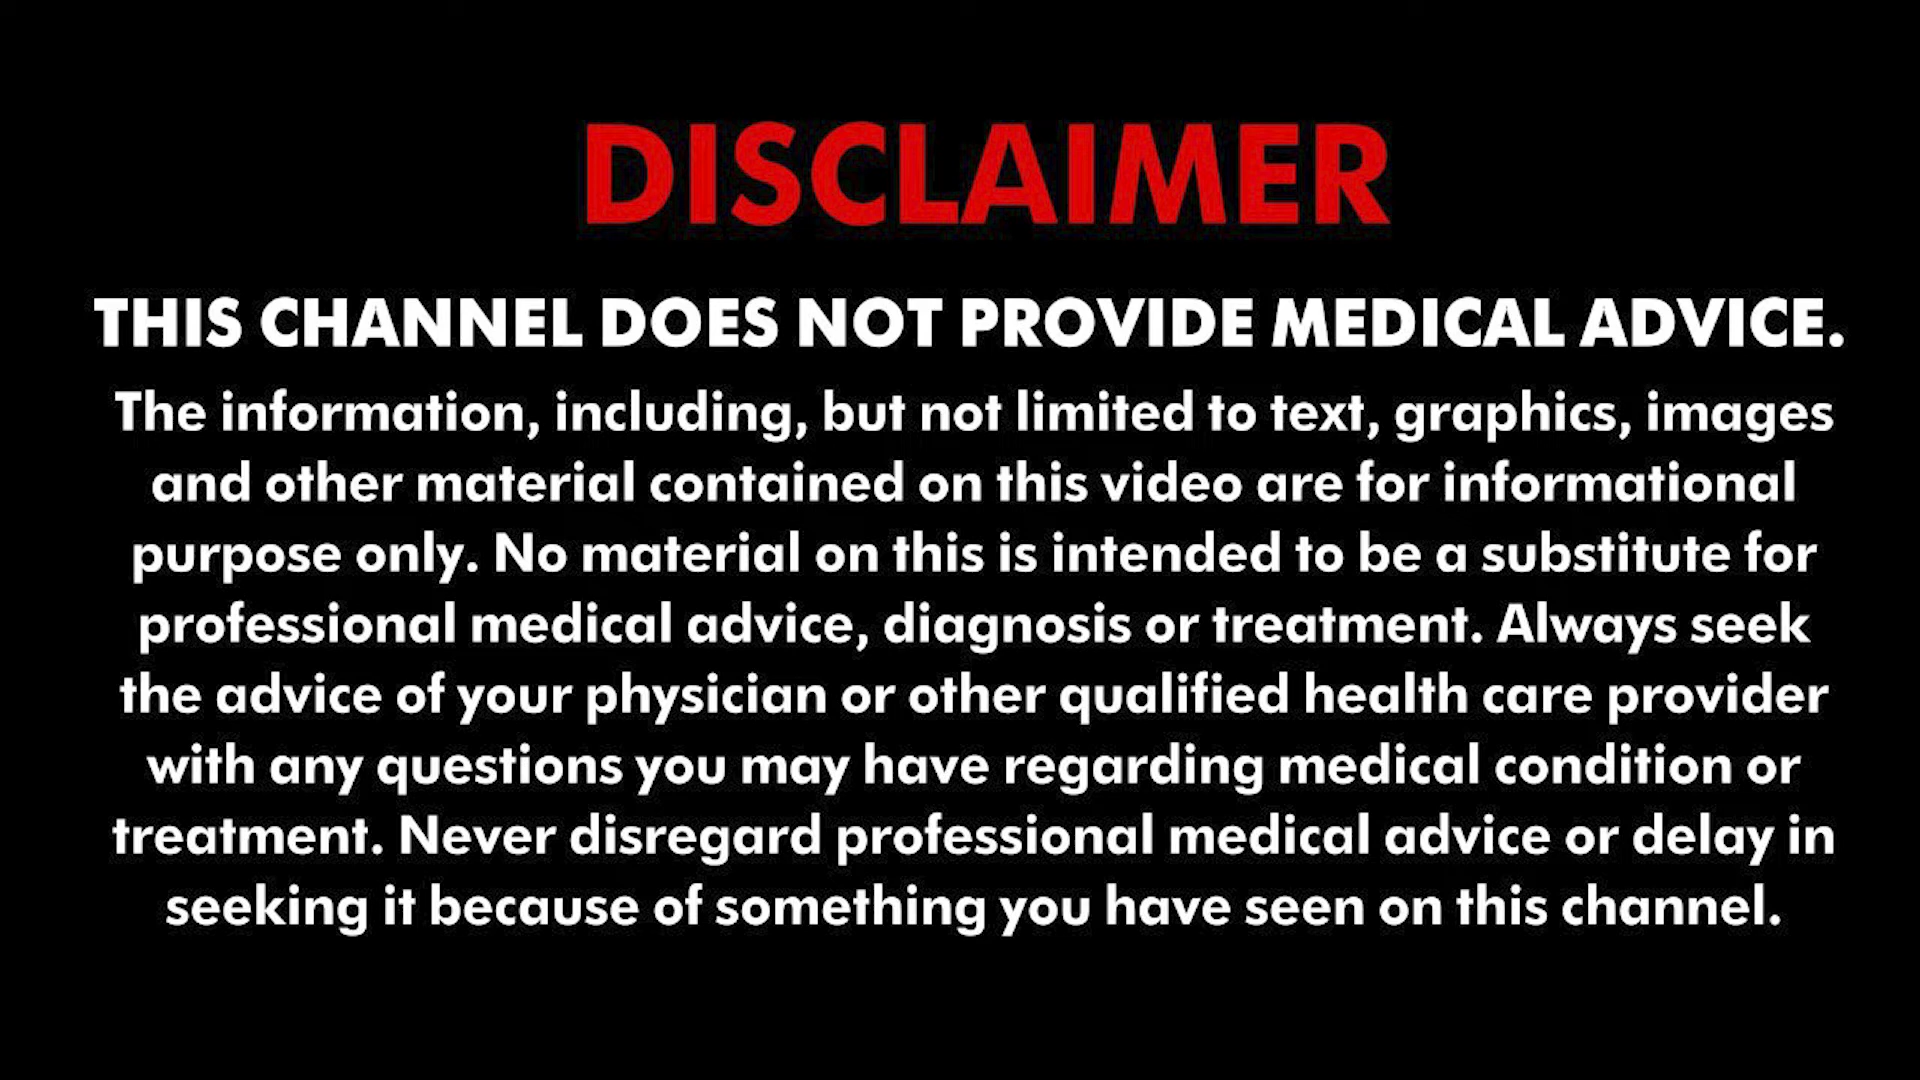 DISCLAIMER
THIS CHANNEL DOES NOT PROVIDE MEDICAL ADVICE.
The information, including, but not limited to text, graphics, images
and other material contained on this video are for informational
purpose only. No material on this is intended to be a substitute for
professional medical advice, diagnosis or treatment. Always seek
the advice of your physician or other qualified health care provider
with any questions you may have regarding medical condition or
treatment. Never disregard professional medical advice or delay in
seeking it because of something you have seen on this channel.